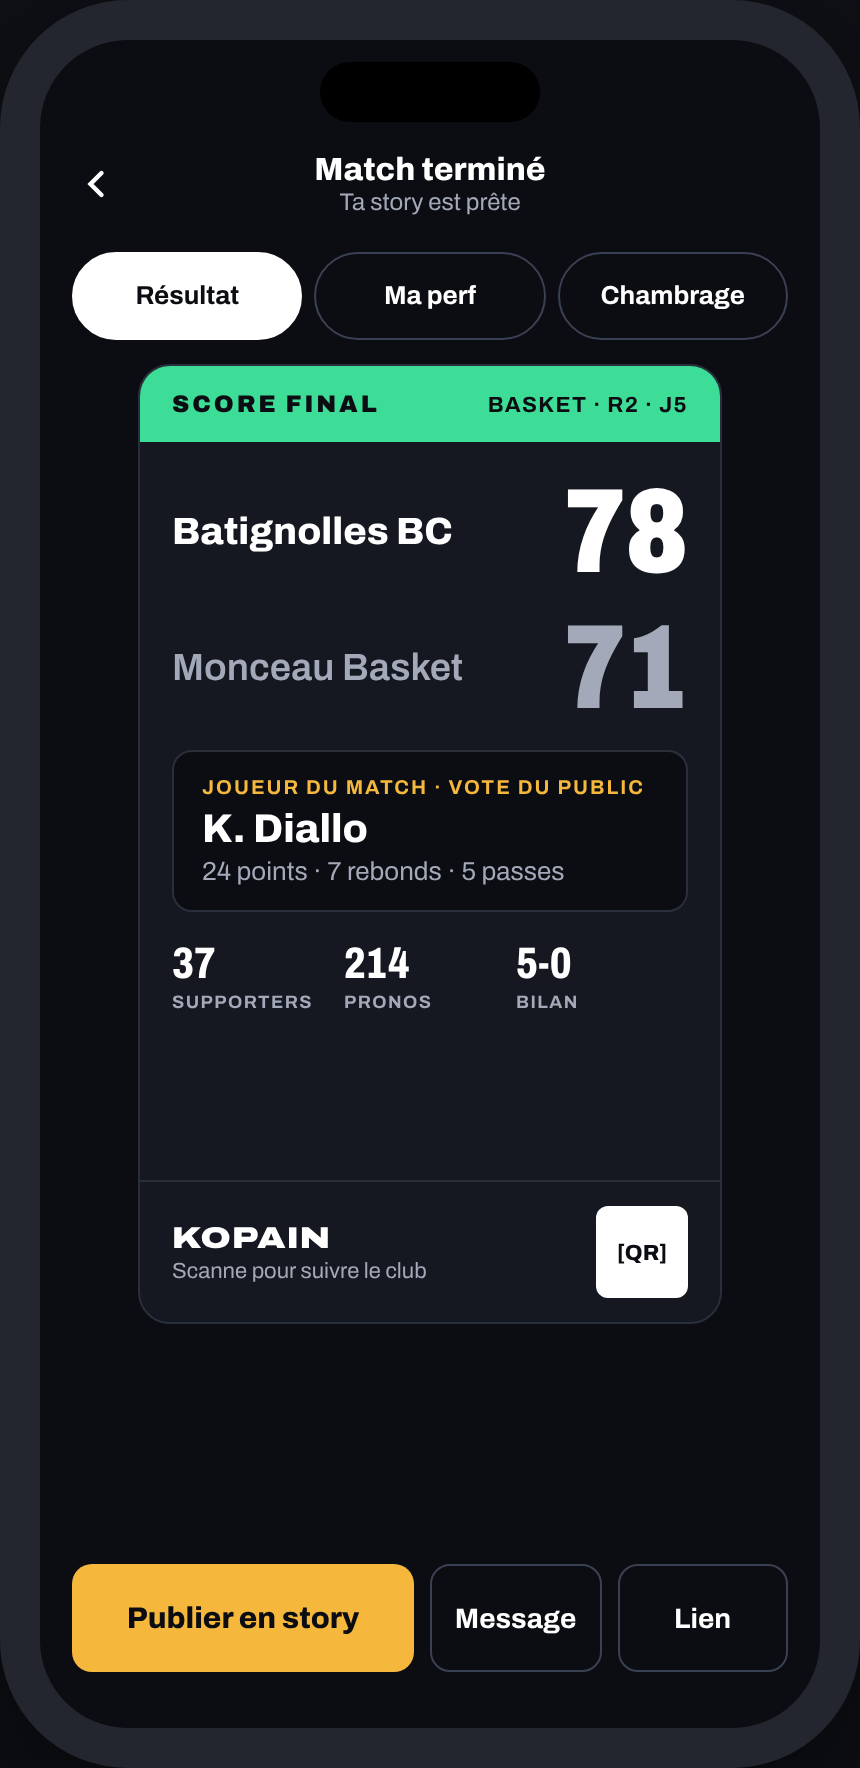 Match terminé
Ta story est prête
Résultat
Ma perf
Chambrage
SCORE FINAL
BASKET · R2 · J5
Batignolles BC
78
Monceau Basket
71
JOUEUR DU MATCH · VOTE DU PUBLIC
K. Diallo
24 points · 7 rebonds · 5 passes
37
214
5-0
SUPPORTERS
PRONOS
BILAN
KOPAIN
Scanne pour suivre le club
[QR]
Publier en story
Message
Lien